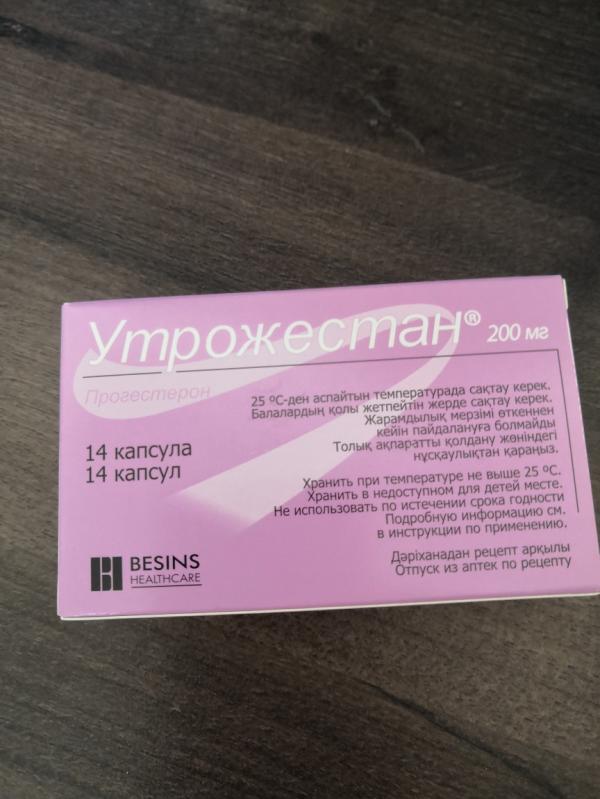 Утрожестан® 200 мг
Прогестерон
25 ºС-ден аспайтын температурада сақтау керек.
Балалардың қолы жетпейтін жерде сақтау керек.
Жарамдылық мерзімі өткеннен
кейін пайдалануға болмайды
Толық ақпаратты қолдану жөніндегі
нұсқаулықтан қараңыз.
14 капсула
14 капсул
Хранить при температуре не выше 25 ºС.
Хранить в недоступном для детей месте.
Не использовать по истечении срока годности
Подробную информацию см.
в инструкции по применению.
BESINS
HEALTHCARE
Дәріханадан рецепт арқылы
Отпуск из аптек по рецепту